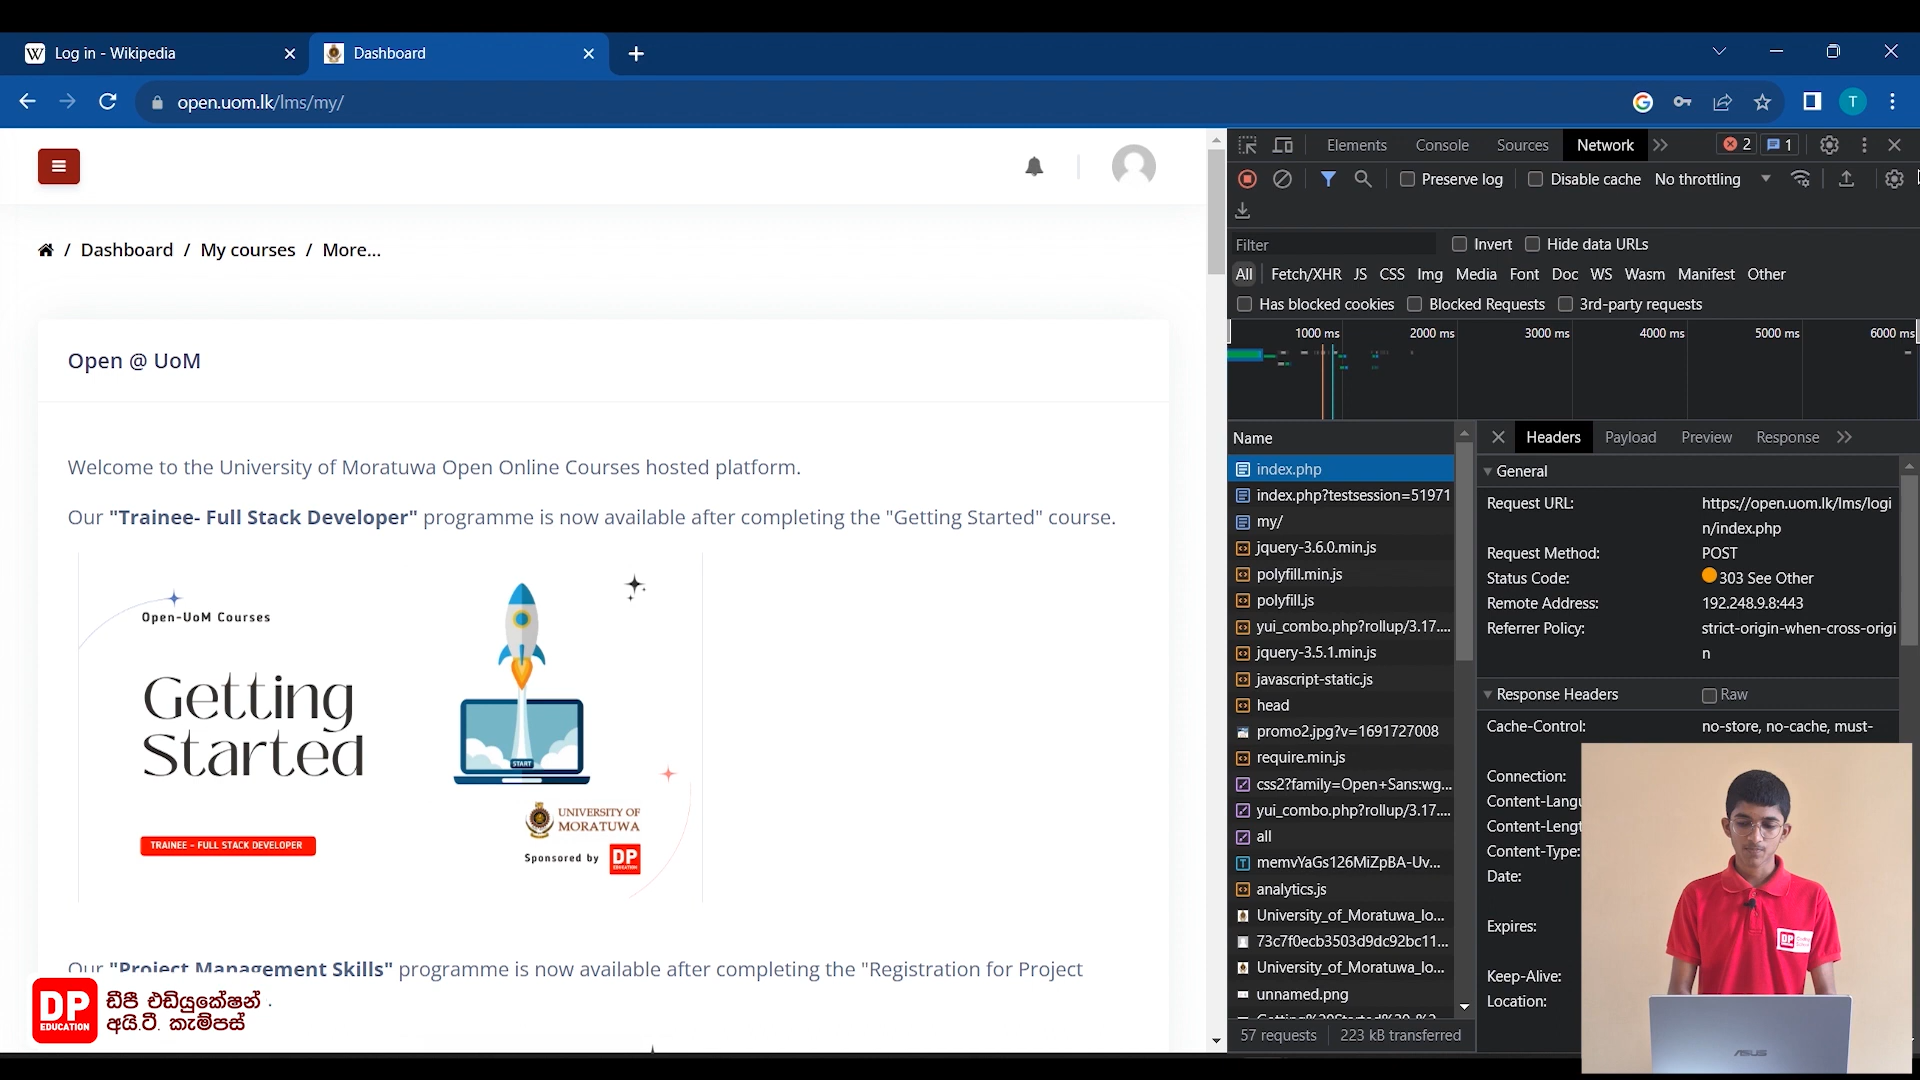 Log in - Wikipedia
Dashboard
open.uom.lk/lms/my/
T
Elements Console Sources Network 2 1
Preserve log Disable cache No throttling
Filter Invert Hide data URLs
All Fetch/XHR JS CSS Img Media Font Doc WS Wasm Manifest Other
Has blocked cookies Blocked Requests 3rd-party requests
1000 ms 2000 ms 3000 ms 4000 ms 5000 ms 6000 ms
/ Dashboard / My courses / More...
Open @ UoM
Welcome to the University of Moratuwa Open Online Courses hosted platform.
Our "Trainee- Full Stack Developer" programme is now available after completing the "Getting Started" course.
Open-UoM Courses
Getting
Started
START
UNIVERSITY OF
MORATUWA
TRAINEE - FULL STACK DEVELOPER
Sponsored by DP
EDUCATION
Our "Project Management Skills" programme is now available after completing the "Registration for Project
DP
EDUCATION
ඩීපී එඩියුකේෂන්
අයි.ටී. කැම්පස්
Name
index.php
index.php?testsession=51971
my/
jquery-3.6.0.min.js
polyfill.min.js
polyfill.js
yui_combo.php?rollup/3.17....
jquery-3.5.1.min.js
javascript-static.js
head
promo2.jpg?v=1691727008
require.min.js
css2?family=Open+Sans:wg...
yui_combo.php?rollup/3.17....
all
memvYaGs126MiZpBA-Uv...
analytics.js
University_of_Moratuwa_lo...
73c7f0ecb3503d9dc92bc11...
University_of_Moratuwa_lo...
unnamed.png
57 requests 223 kB transferred
Headers Payload Preview Response
General
Request URL: https://open.uom.lk/lms/logi
n/index.php
Request Method: POST
Status Code: 303 See Other
Remote Address: 192.248.9.8:443
Referrer Policy: strict-origin-when-cross-origi
n
Response Headers Raw
Cache-Control: no-store, no-cache, must-
Connection:
Content-Langu
Content-Lengt
Content-Type:
Date:
Expires:
Keep-Alive:
Location:
DP
ASUS